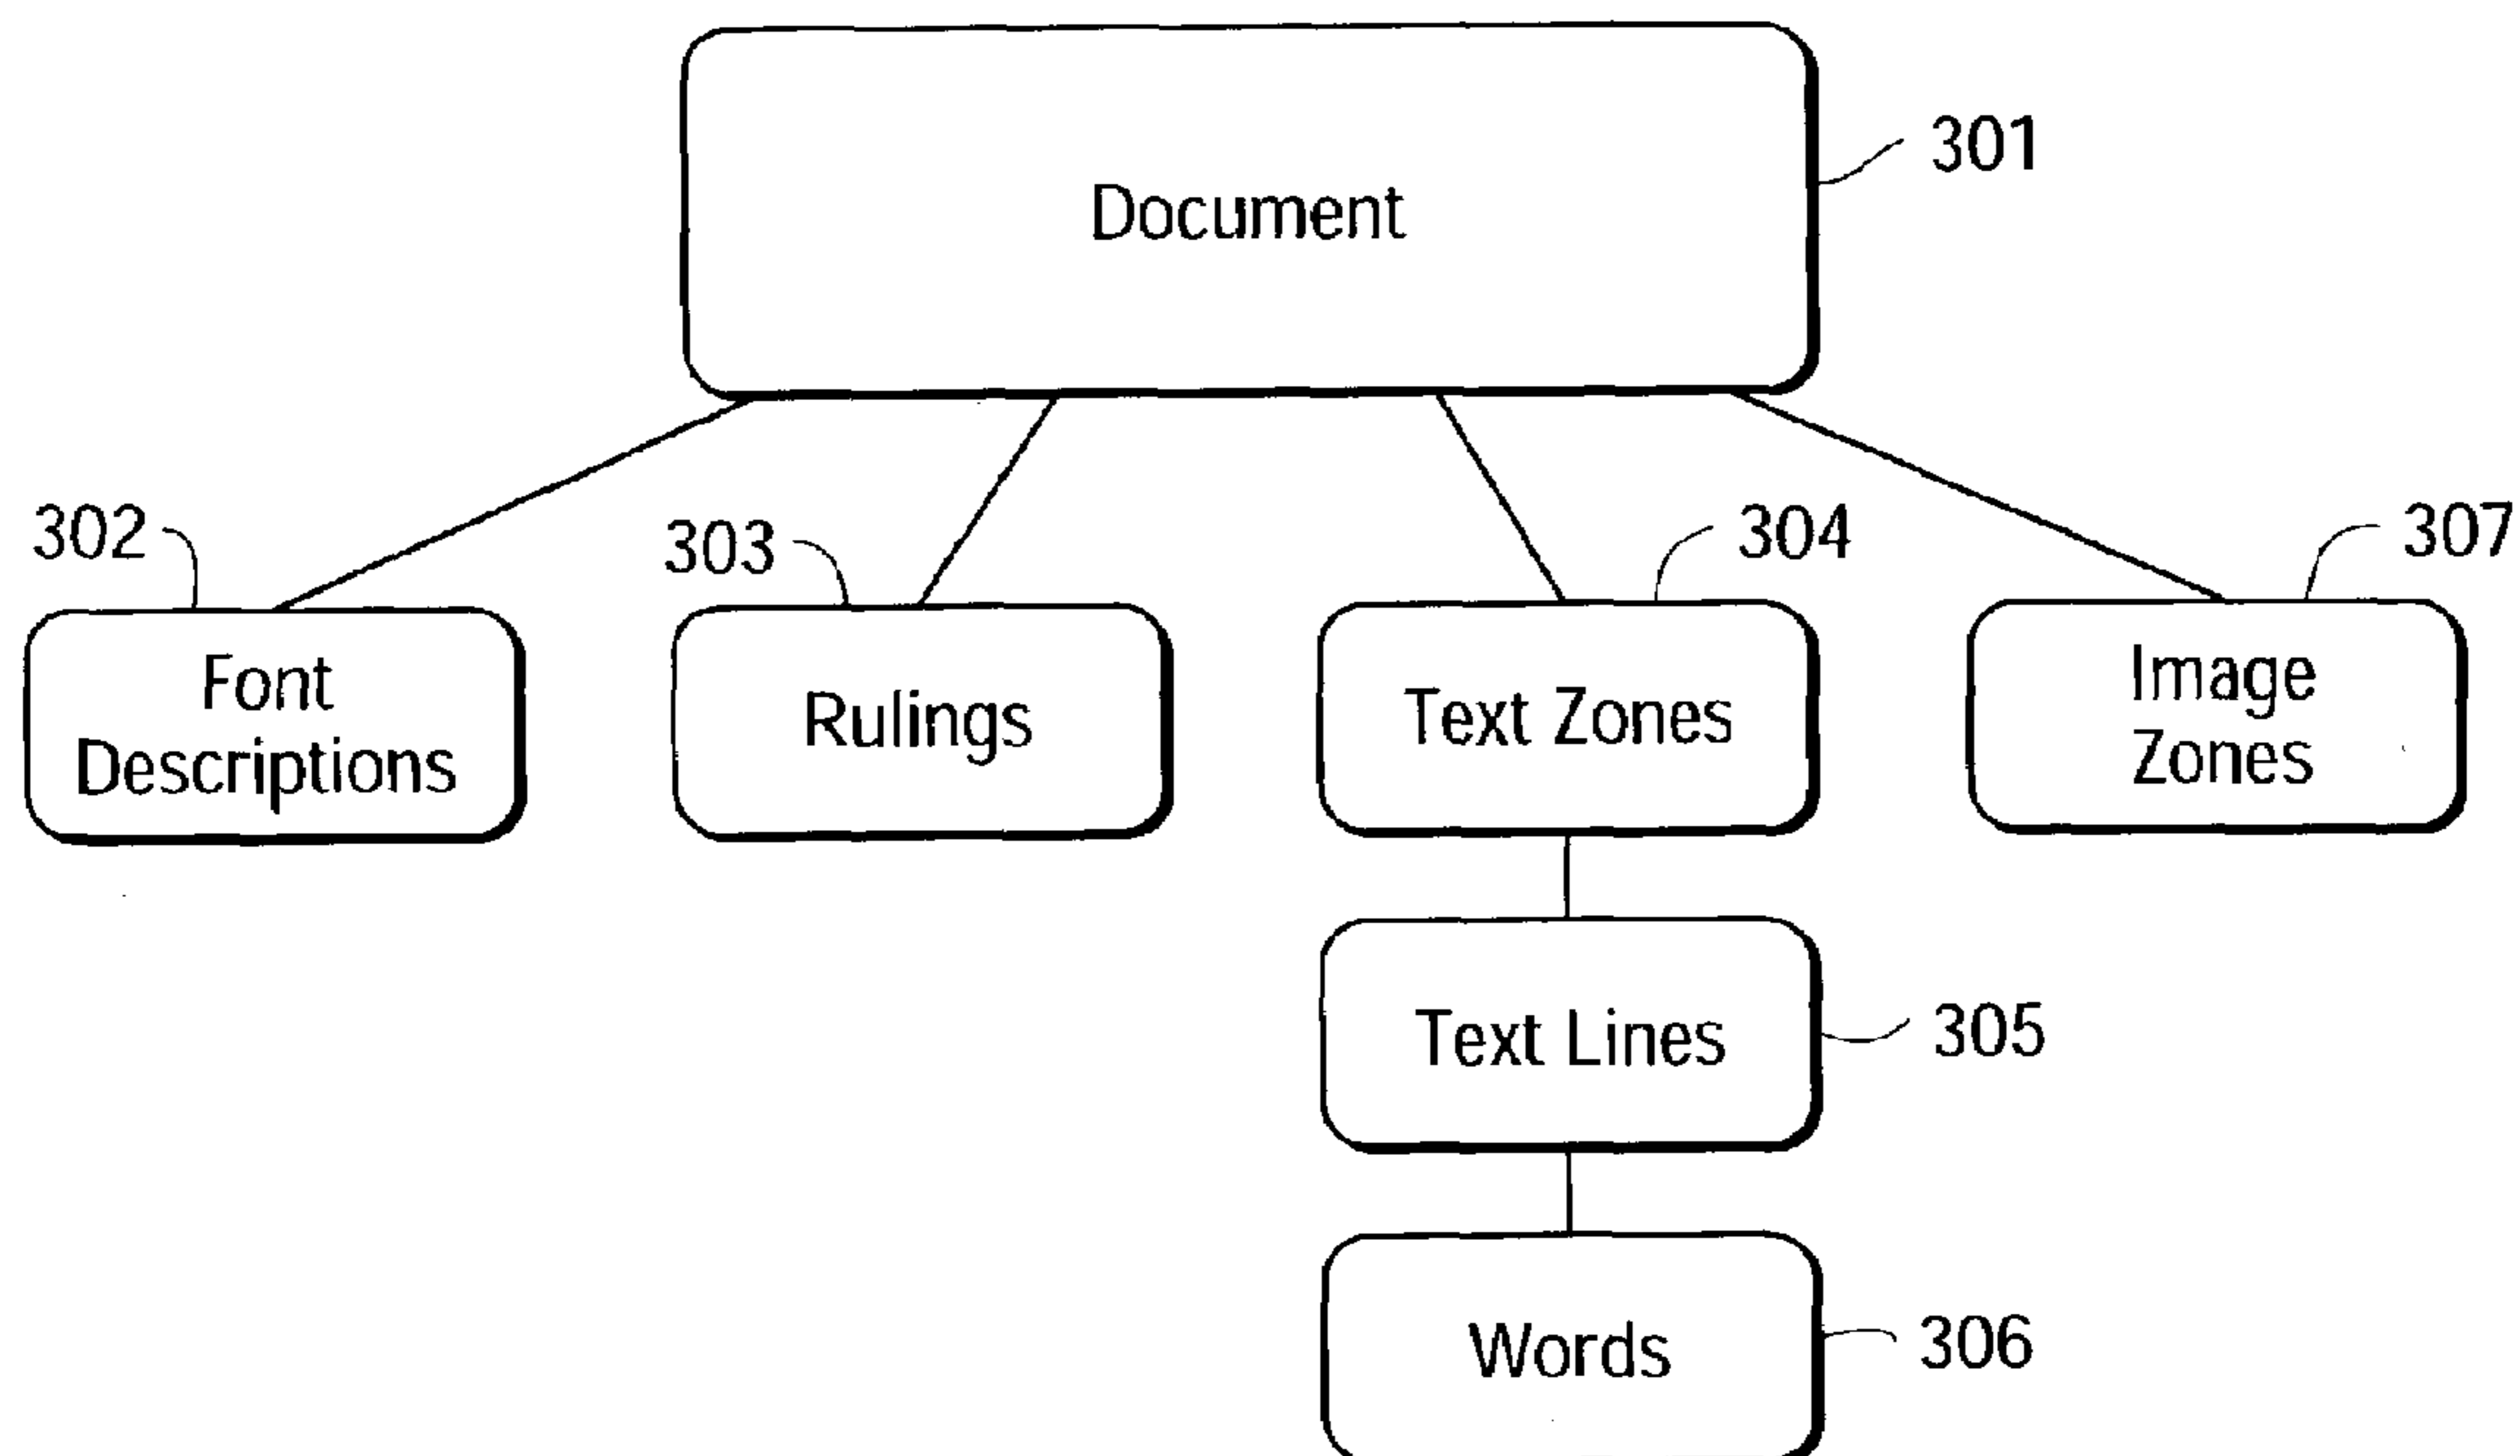 Document
301
302
303
304
307
Font
Descriptions
Rulings
Text Zones
Image
Zones
Text Lines
305
Words
306